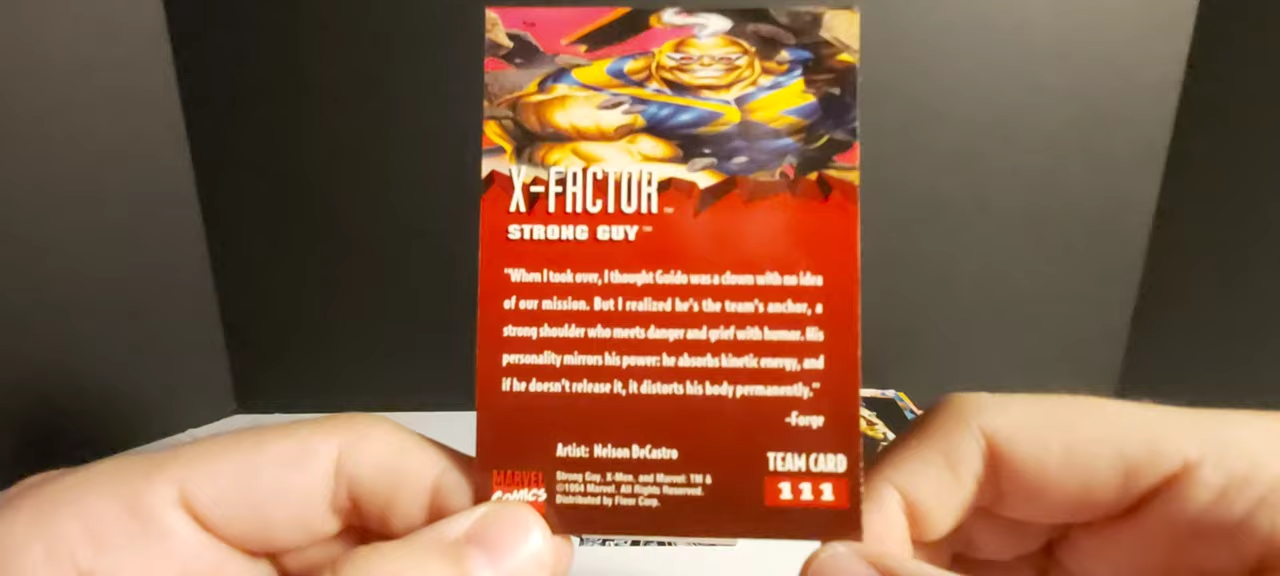 X-FACTOR™
STRONG GUY™
"When I took over, I thought Guido was a clown with no idea
of our mission. But I realized he's the team's anchor, a
strong shoulder who meets danger and grief with humor. His
personality mirrors his power: he absorbs kinetic energy, and
if he doesn't release it, it distorts his body permanently."
-Forge
Artist: Nelson DeCastro
TEAM CARD
111
MARVEL
COMICS
Strong Guy, X-Men, and Marvel: TM &
©1994 Marvel. All Rights Reserved.
Distributed by Fleer Corp.